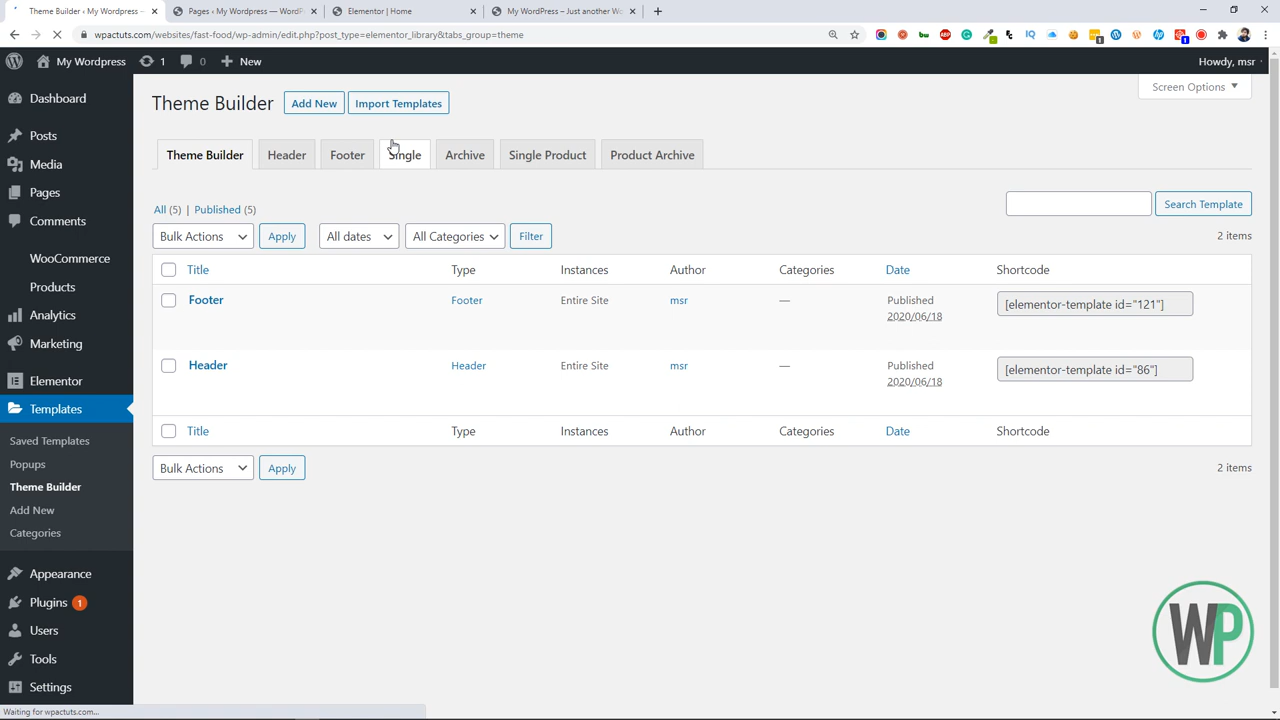 Theme Builder ‹ My Wordpress –
Pages ‹ My Wordpress — WordP
Elementor | Home
My WordPress – Just another Wo
wpactuts.com/websites/fast-food/wp-admin/edit.php?post_type=elementor_library&tabs_group=theme
My Wordpress
1
0
New
Howdy, msr
Screen Options
Dashboard
Posts
Media
Pages
Comments
WooCommerce
Products
Analytics
Marketing
Elementor
Templates
Saved Templates
Popups
Theme Builder
Add New
Categories
Appearance
Plugins 1
Users
Tools
Settings
Theme Builder
Add New
Import Templates
Theme Builder
Header
Footer
Single
Archive
Single Product
Product Archive
All (5) | Published (5)
Search Template
Bulk Actions
Apply
All dates
All Categories
Filter
2 items
Title Type Instances Author Categories Date Shortcode
Footer Footer Entire Site msr — Published [elementor-template id="121"]
2020/06/18
Header Header Entire Site msr — Published [elementor-template id="86"]
2020/06/18
Title Type Instances Author Categories Date Shortcode
Bulk Actions
Apply
2 items
WP
Waiting for wpactuts.com...